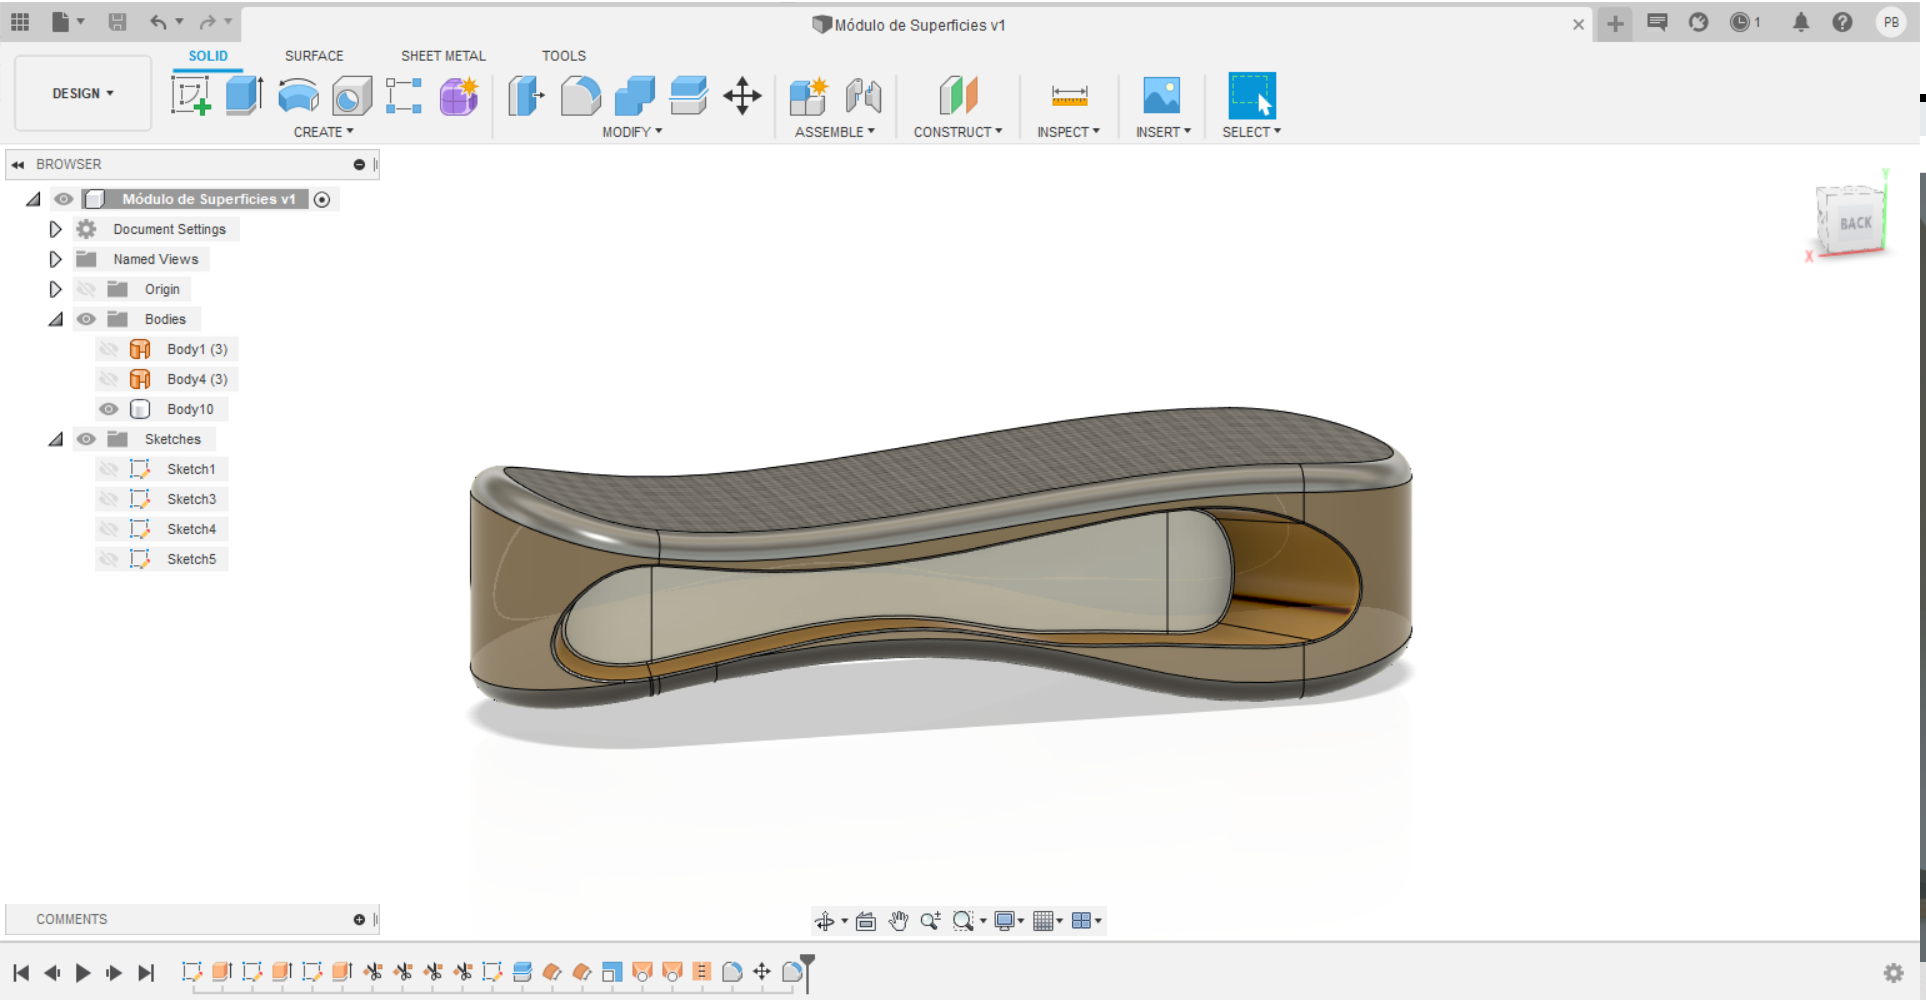 Módulo de Superficies v1
1
PB
DESIGN
SOLID
SURFACE
SHEET METAL
TOOLS
CREATE
MODIFY
ASSEMBLE
CONSTRUCT
INSPECT
INSERT
SELECT
BROWSER
Módulo de Superficies v1
Document Settings
Named Views
Origin
Bodies
Body1 (3)
Body4 (3)
Body10
Sketches
Sketch1
Sketch3
Sketch4
Sketch5
Y
BACK
X
COMMENTS